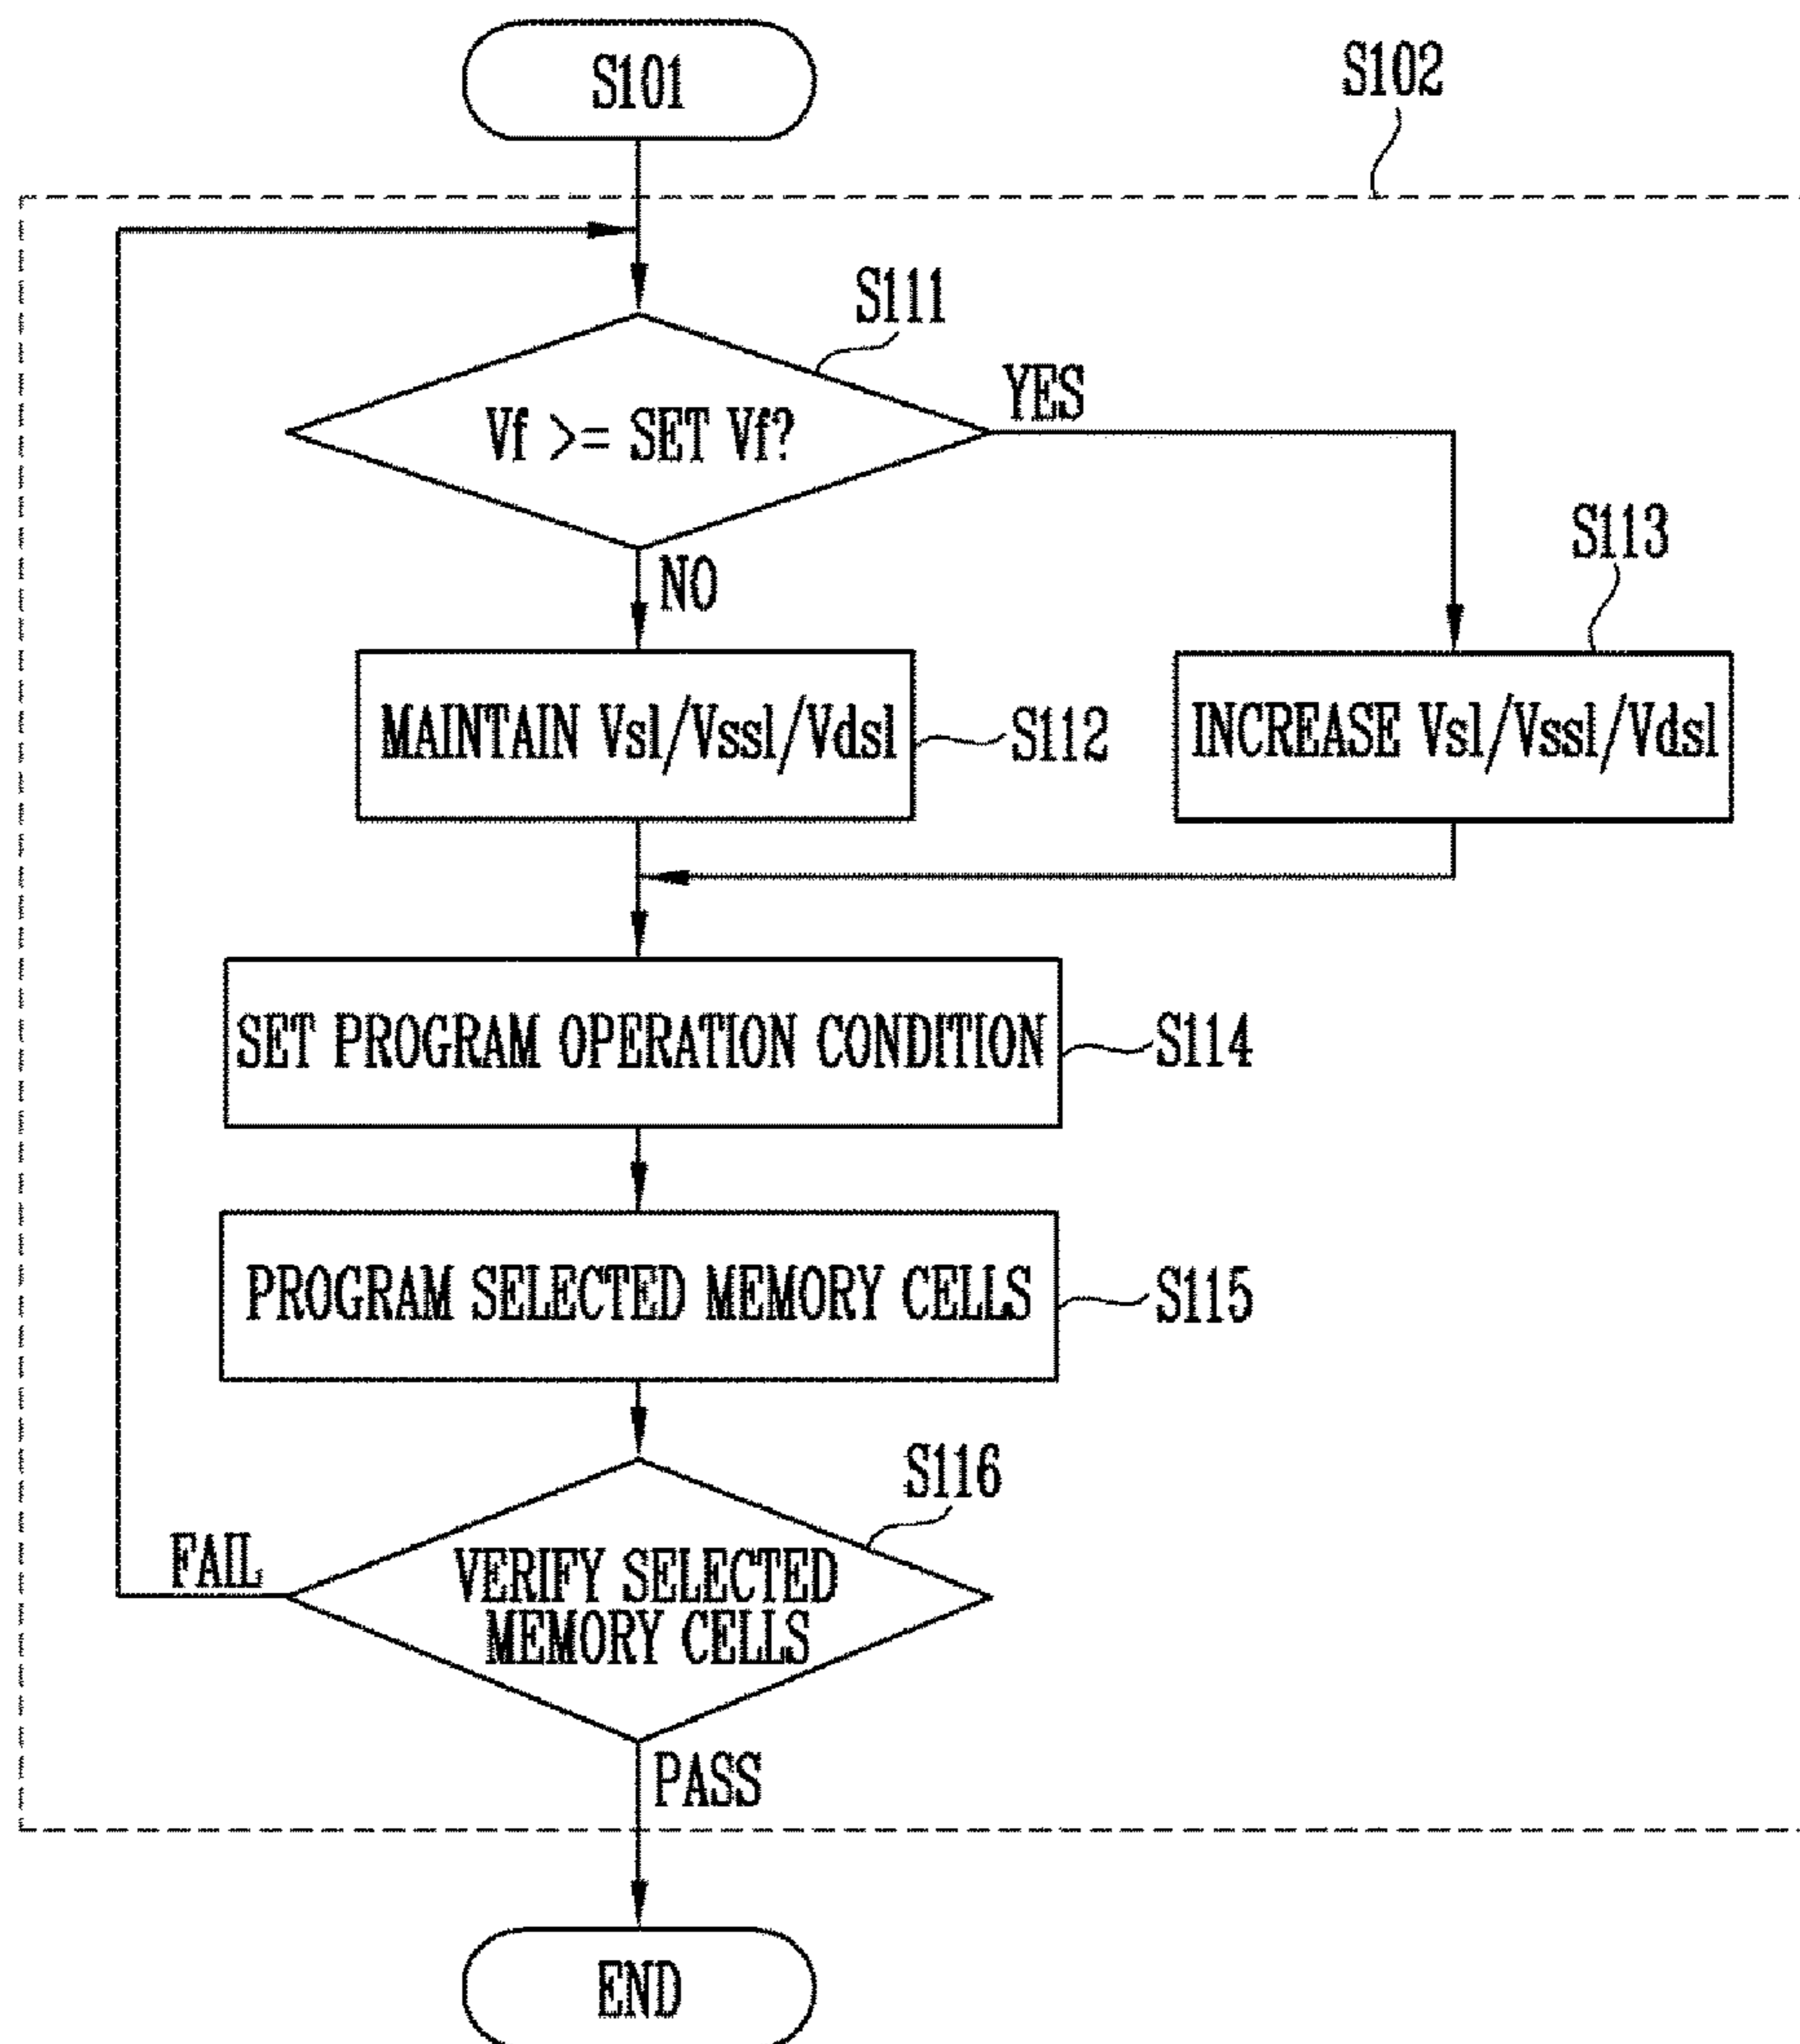 S101
S102
S111
Vf >= SET Vf?
YES
NO
S113
MAINTAIN Vsl/Vssl/Vdsl
S112
INCREASE Vsl/Vssl/Vdsl
SET PROGRAM OPERATION CONDITION
S114
PROGRAM SELECTED MEMORY CELLS
S115
S116
FAIL
VERIFY SELECTED
MEMORY CELLS
PASS
END